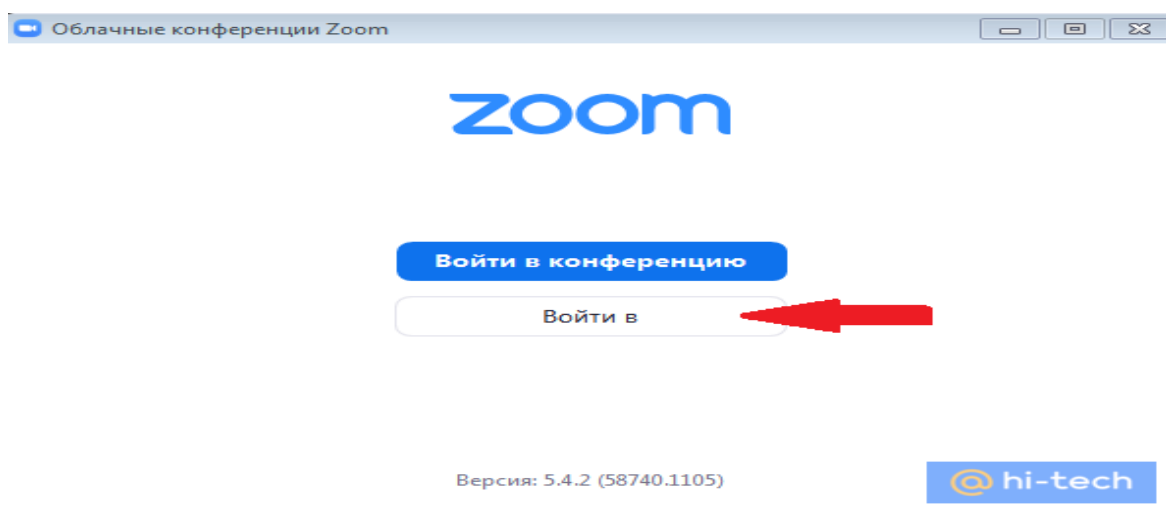 Облачные конференции Zoom
zoom
Войти в конференцию
Войти в
Версия: 5.4.2 (58740.1105)
@ hi-tech